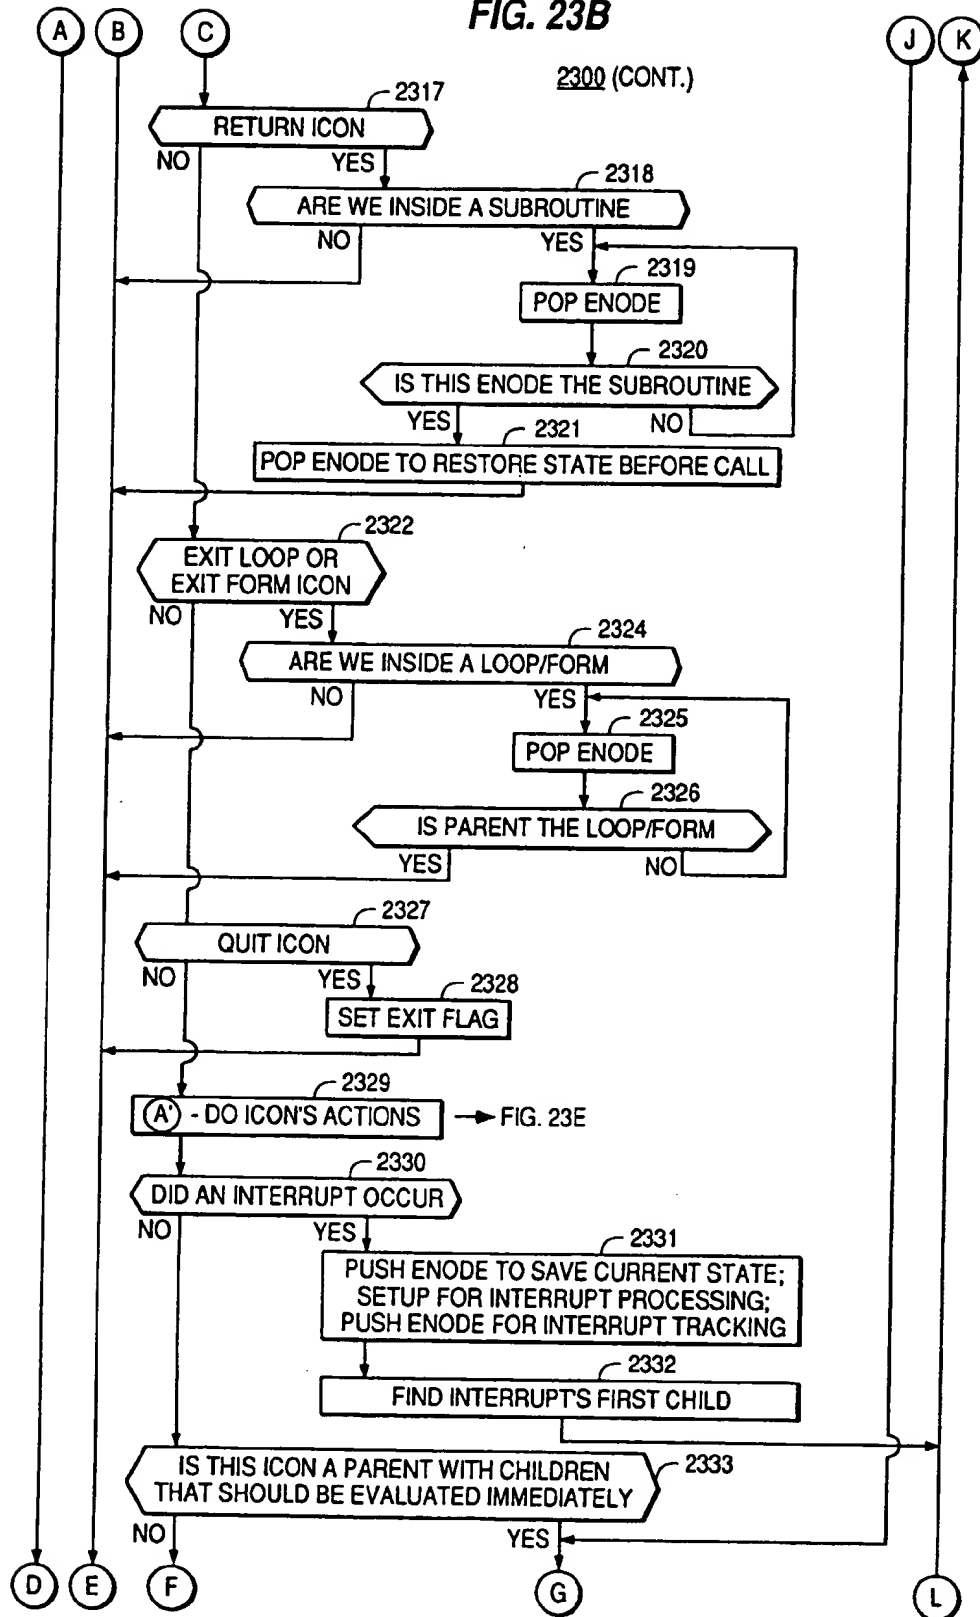 FIG. 23B
A B C J K
2300 (CONT.)
2317
RETURN ICON
NO YES
2318
ARE WE INSIDE A SUBROUTINE
NO YES
2319
POP ENODE
2320
IS THIS ENODE THE SUBROUTINE
YES NO
2321
POP ENODE TO RESTORE STATE BEFORE CALL
2322
EXIT LOOP OR
EXIT FORM ICON
NO YES
2324
ARE WE INSIDE A LOOP/FORM
NO YES
2325
POP ENODE
2326
IS PARENT THE LOOP/FORM
YES NO
2327
QUIT ICON
NO YES
2328
SET EXIT FLAG
2329
A' - DO ICON'S ACTIONS
FIG. 23E
2330
DID AN INTERRUPT OCCUR
NO YES
2331
PUSH ENODE TO SAVE CURRENT STATE;
SETUP FOR INTERRUPT PROCESSING;
PUSH ENODE FOR INTERRUPT TRACKING
2332
FIND INTERRUPT'S FIRST CHILD
2333
IS THIS ICON A PARENT WITH CHILDREN
THAT SHOULD BE EVALUATED IMMEDIATELY
NO YES
D E F G L